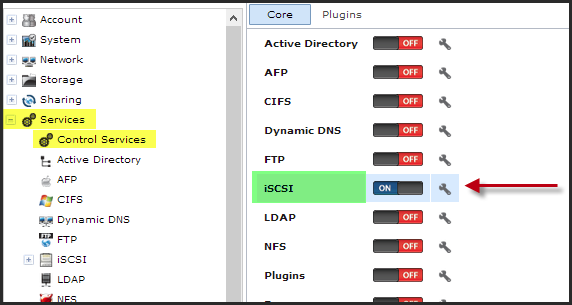 Account
System
Network
Storage
Sharing
Services
Control Services
Active Directory
AFP
CIFS
Dynamic DNS
FTP
iSCSI
LDAP
NFS
Core Plugins
Active Directory OFF
AFP OFF
CIFS OFF
Dynamic DNS OFF
FTP OFF
iSCSI ON
LDAP OFF
NFS OFF
Plugins OFF